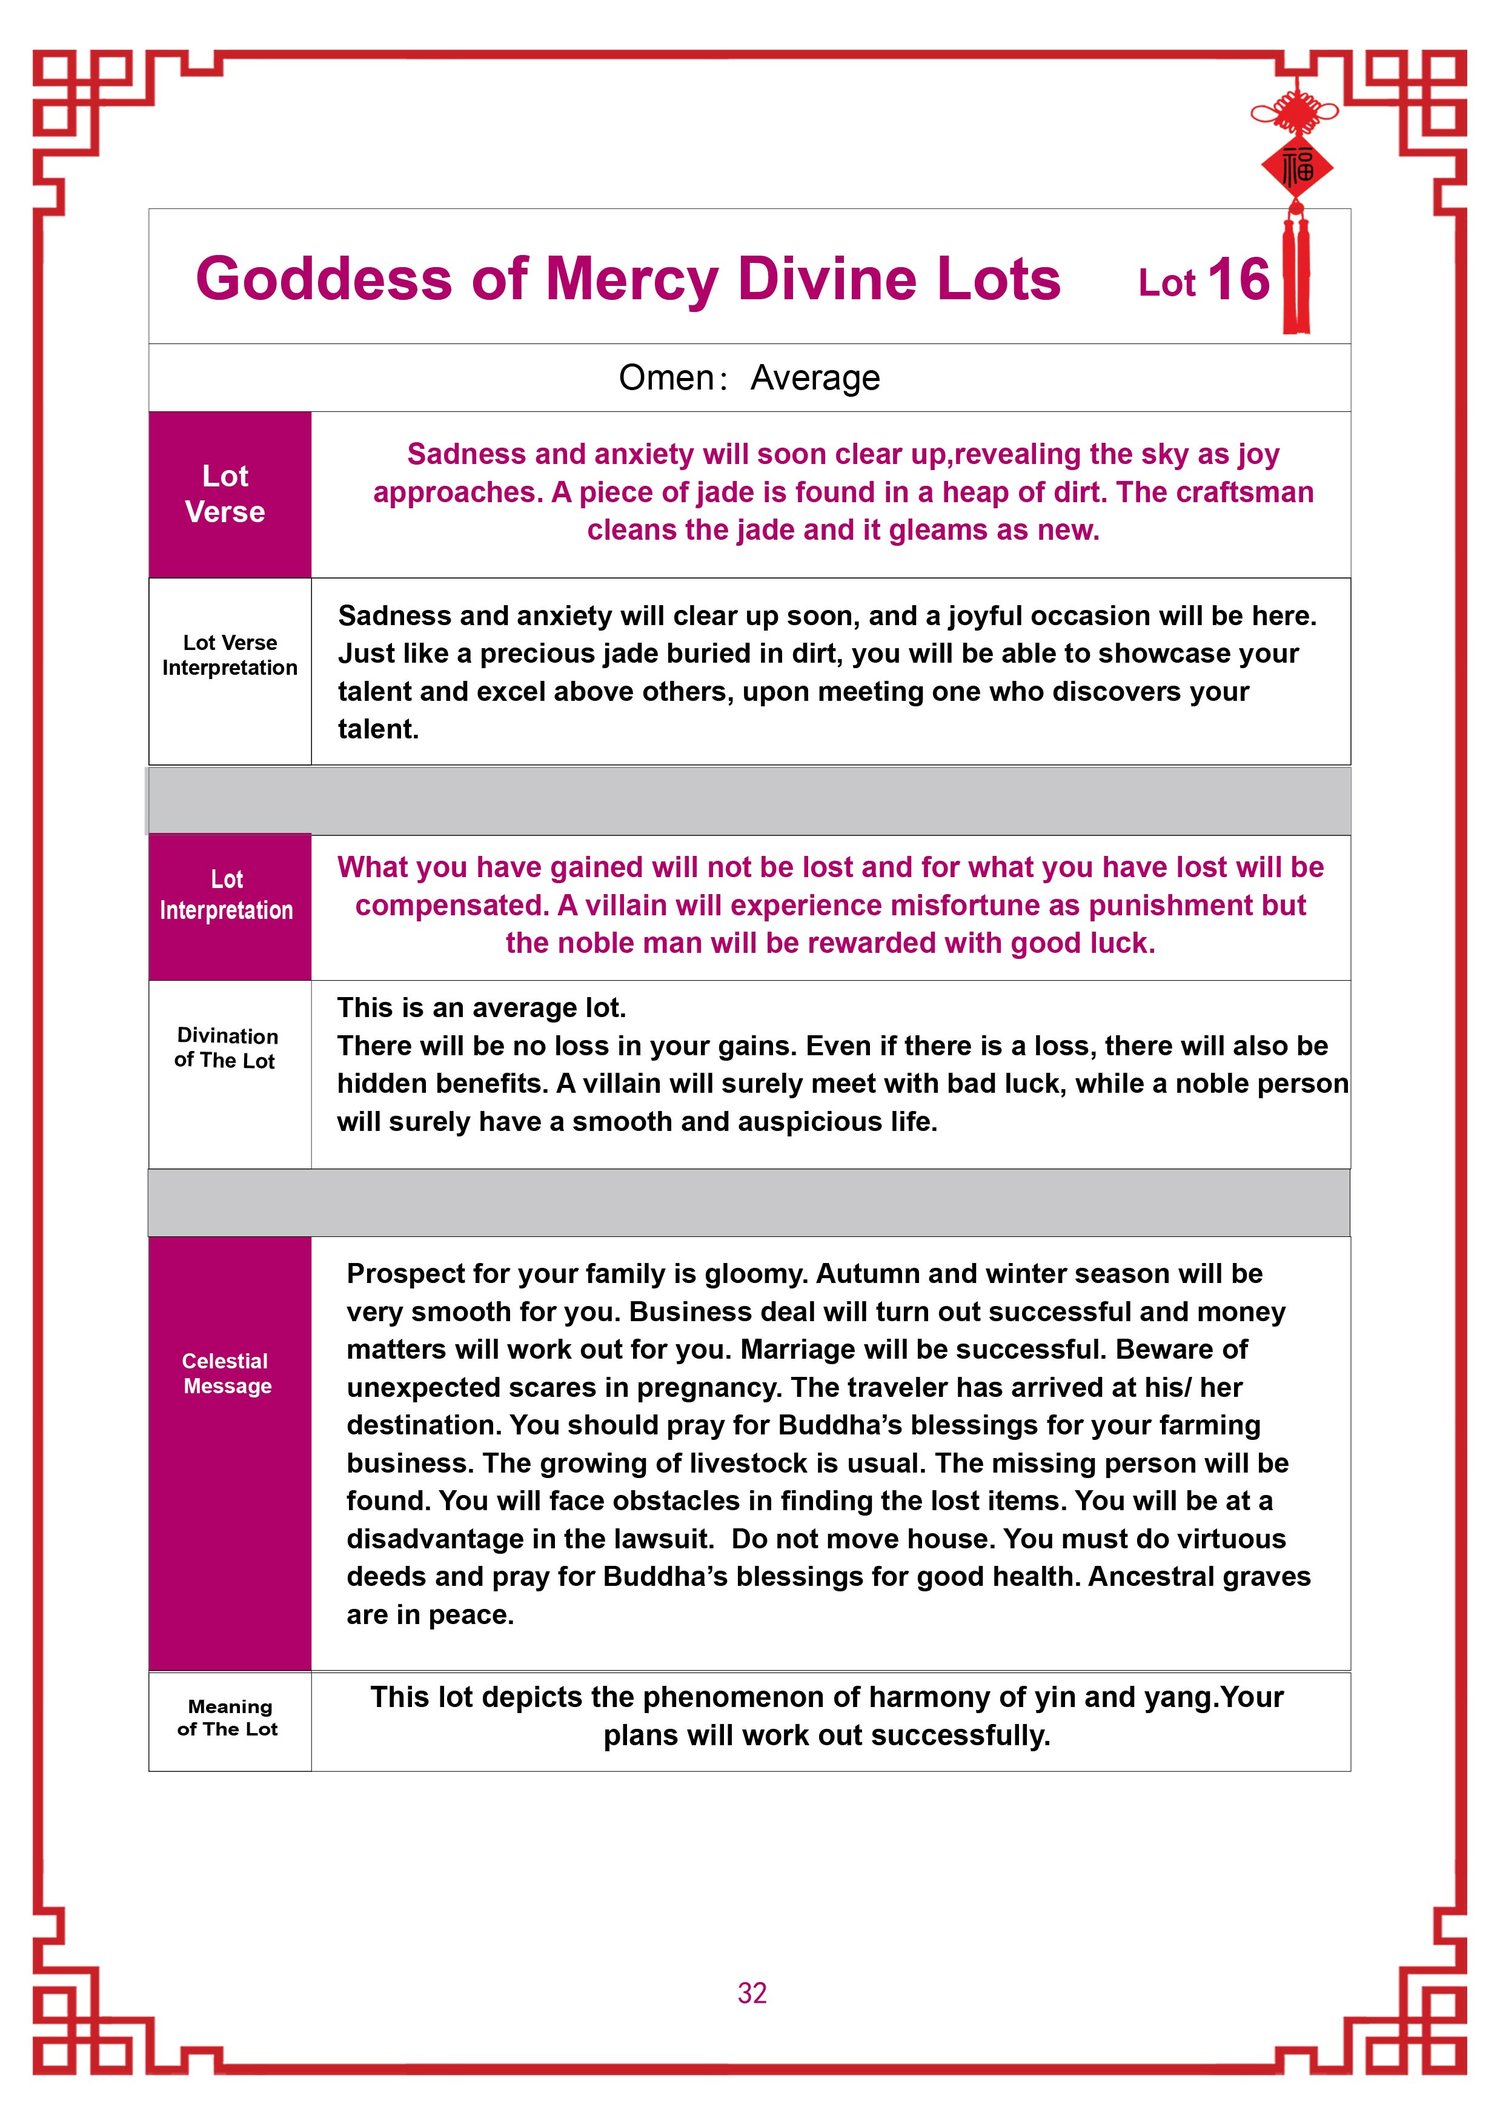 福
Goddess of Mercy Divine Lots Lot 16
Omen： Average
Lot
Verse
Sadness and anxiety will soon clear up,revealing the sky as joy
approaches. A piece of jade is found in a heap of dirt. The craftsman
cleans the jade and it gleams as new.
Lot Verse
Interpretation
Sadness and anxiety will clear up soon, and a joyful occasion will be here.
Just like a precious jade buried in dirt, you will be able to showcase your
talent and excel above others, upon meeting one who discovers your
talent.
Lot
Interpretation
What you have gained will not be lost and for what you have lost will be
compensated. A villain will experience misfortune as punishment but
the noble man will be rewarded with good luck.
Divination
of The Lot
This is an average lot.
There will be no loss in your gains. Even if there is a loss, there will also be
hidden benefits. A villain will surely meet with bad luck, while a noble person
will surely have a smooth and auspicious life.
Celestial
Message
Prospect for your family is gloomy. Autumn and winter season will be
very smooth for you. Business deal will turn out successful and money
matters will work out for you. Marriage will be successful. Beware of
unexpected scares in pregnancy. The traveler has arrived at his/ her
destination. You should pray for Buddha’s blessings for your farming
business. The growing of livestock is usual. The missing person will be
found. You will face obstacles in finding the lost items. You will be at a
disadvantage in the lawsuit.  Do not move house. You must do virtuous
deeds and pray for Buddha’s blessings for good health. Ancestral graves
are in peace.
Meaning
of The Lot
This lot depicts the phenomenon of harmony of yin and yang.Your
plans will work out successfully.
32